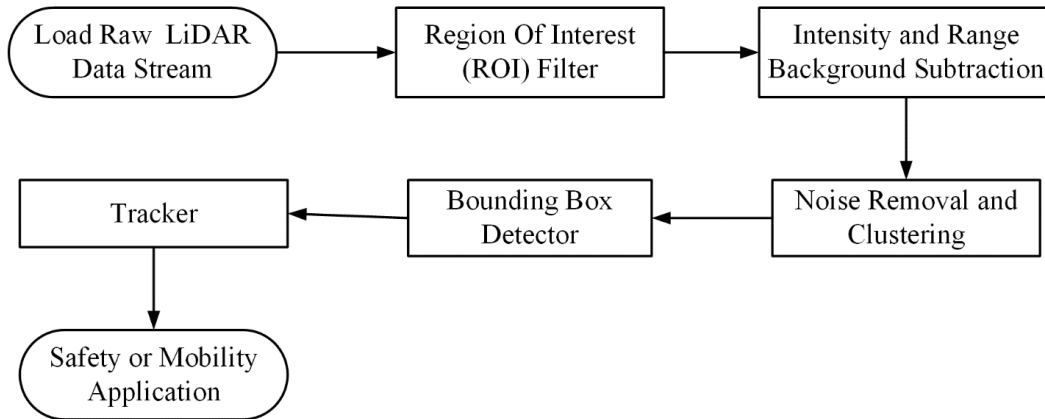 Load Raw LiDAR
Data Stream
Region Of Interest
(ROI) Filter
Intensity and Range
Background Subtraction
Noise Removal and
Clustering
Bounding Box
Detector
Tracker
Safety or Mobility
Application